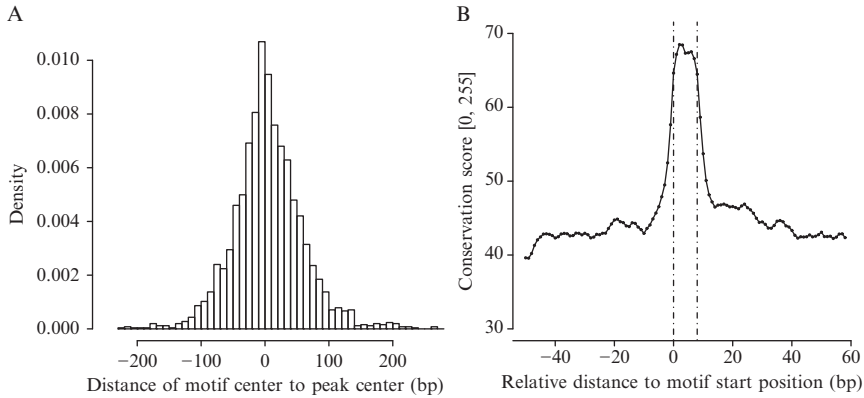 A
Density
0.010
0.008
0.006
0.004
0.002
0.000
−200 −100 0 100 200
Distance of motif center to peak center (bp)
B
Conservation score [0, 255]
70
60
50
40
30
−40 −20 0 20 40 60
Relative distance to motif start position (bp)